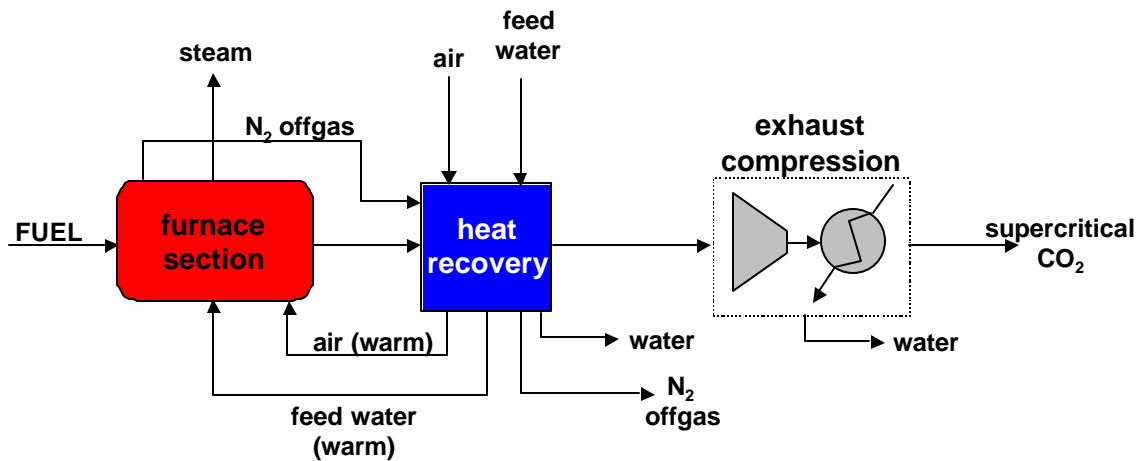 feed
water
steam
air
N₂ offgas
exhaust
compression
FUEL
furnace
section
heat
recovery
supercritical
CO₂
air (warm)
water
water
N₂
offgas
feed water
(warm)